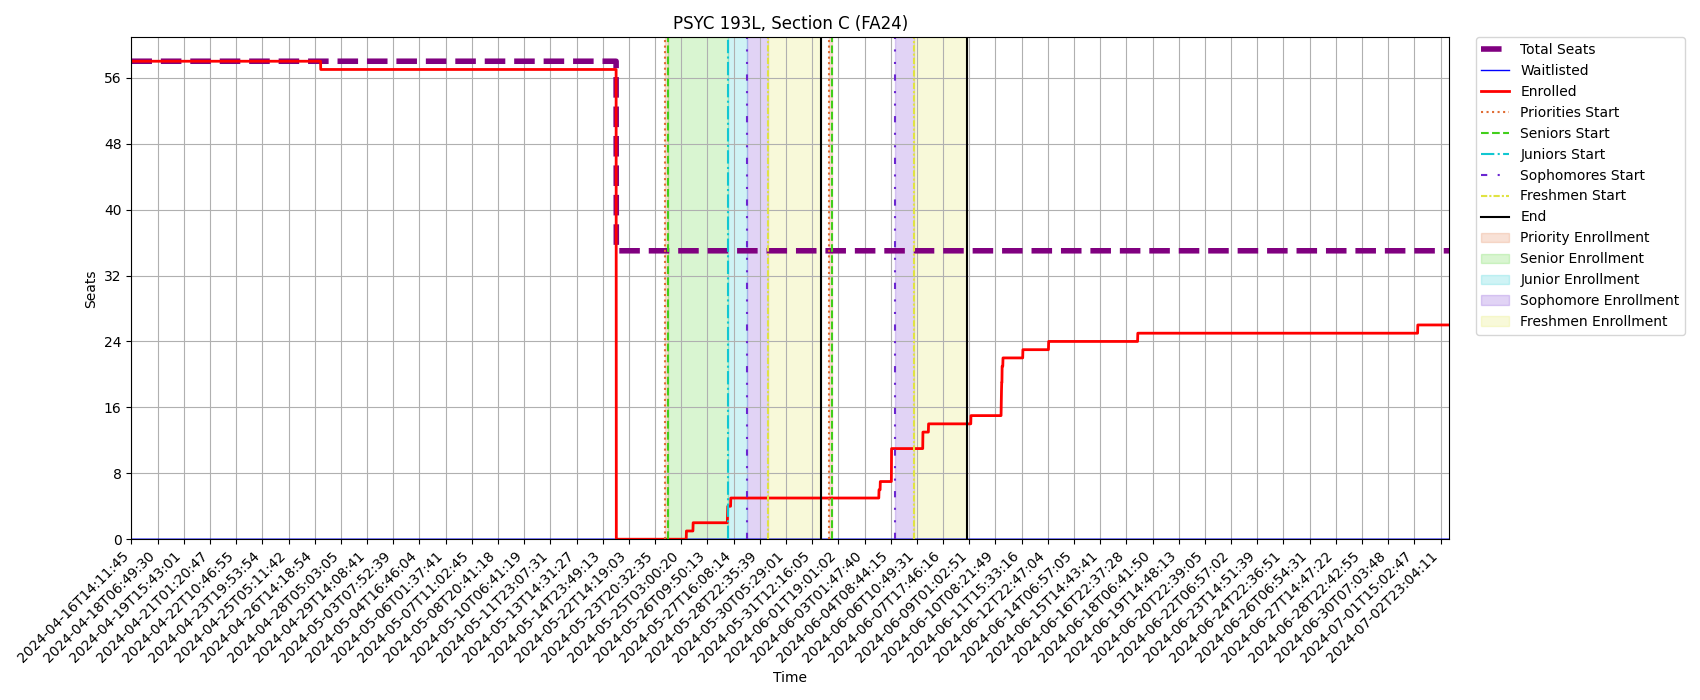 PSYC 193L, Section C (FA24)
Total Seats
Waitlisted
Enrolled
Priorities Start
Seniors Start
Juniors Start
Sophomores Start
Freshmen Start
End
Priority Enrollment
Senior Enrollment
Junior Enrollment
Sophomore Enrollment
Freshmen Enrollment
Seats
56
48
40
32
24
16
8
0
2024-04-16T14:11:45
2024-04-18T06:49:30
2024-04-19T15:43:01
2024-04-21T01:20:47
2024-04-22T10:46:55
2024-04-23T19:53:54
2024-04-25T05:11:42
2024-04-26T14:18:54
2024-04-28T05:03:05
2024-04-29T14:08:41
2024-05-03T07:52:39
2024-05-04T16:46:04
2024-05-06T01:37:41
2024-05-07T11:02:45
2024-05-08T20:41:18
2024-05-10T06:41:19
2024-05-11T23:07:31
2024-05-13T14:31:27
2024-05-14T23:49:13
2024-05-22T14:19:03
2024-05-23T20:32:35
2024-05-25T03:00:20
2024-05-26T09:50:13
2024-05-27T16:08:14
2024-05-28T22:35:39
2024-05-30T05:29:01
2024-05-31T12:16:05
2024-06-01T19:01:02
2024-06-03T01:47:40
2024-06-04T08:44:15
2024-06-06T10:49:31
2024-06-07T17:46:16
2024-06-09T01:02:51
2024-06-10T08:21:49
2024-06-11T15:33:16
2024-06-12T22:47:04
2024-06-14T06:57:05
2024-06-15T14:43:41
2024-06-16T22:37:28
2024-06-18T06:41:50
2024-06-19T14:48:13
2024-06-20T22:39:05
2024-06-22T06:57:02
2024-06-23T14:51:39
2024-06-24T22:36:51
2024-06-26T06:54:31
2024-06-27T14:47:22
2024-06-28T22:42:55
2024-06-30T07:03:48
2024-07-01T15:02:47
2024-07-02T23:04:11
Time